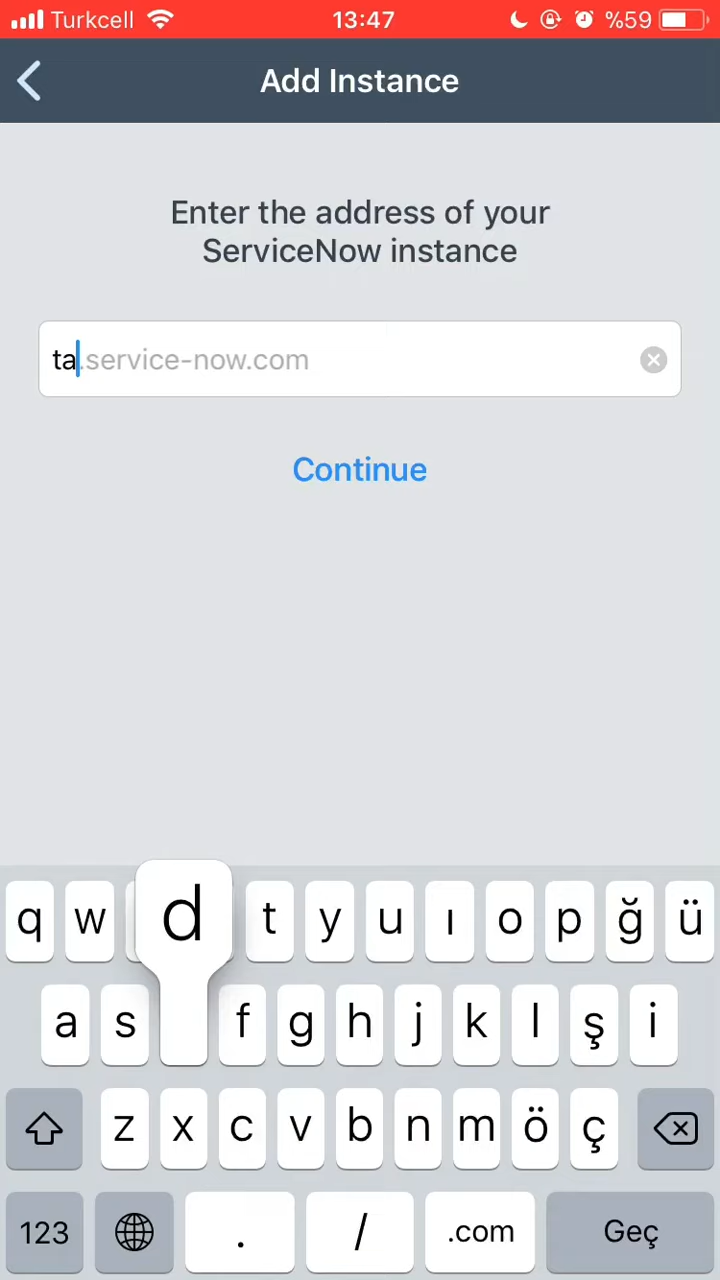 Turkcell 13:47 %59
Add Instance
Enter the address of your
ServiceNow instance
ta.service-now.com
Continue
q w d t y u ı o p ğ ü
a s f g h j k l ş i
z x c v b n m ö ç
123 . / .com Geç